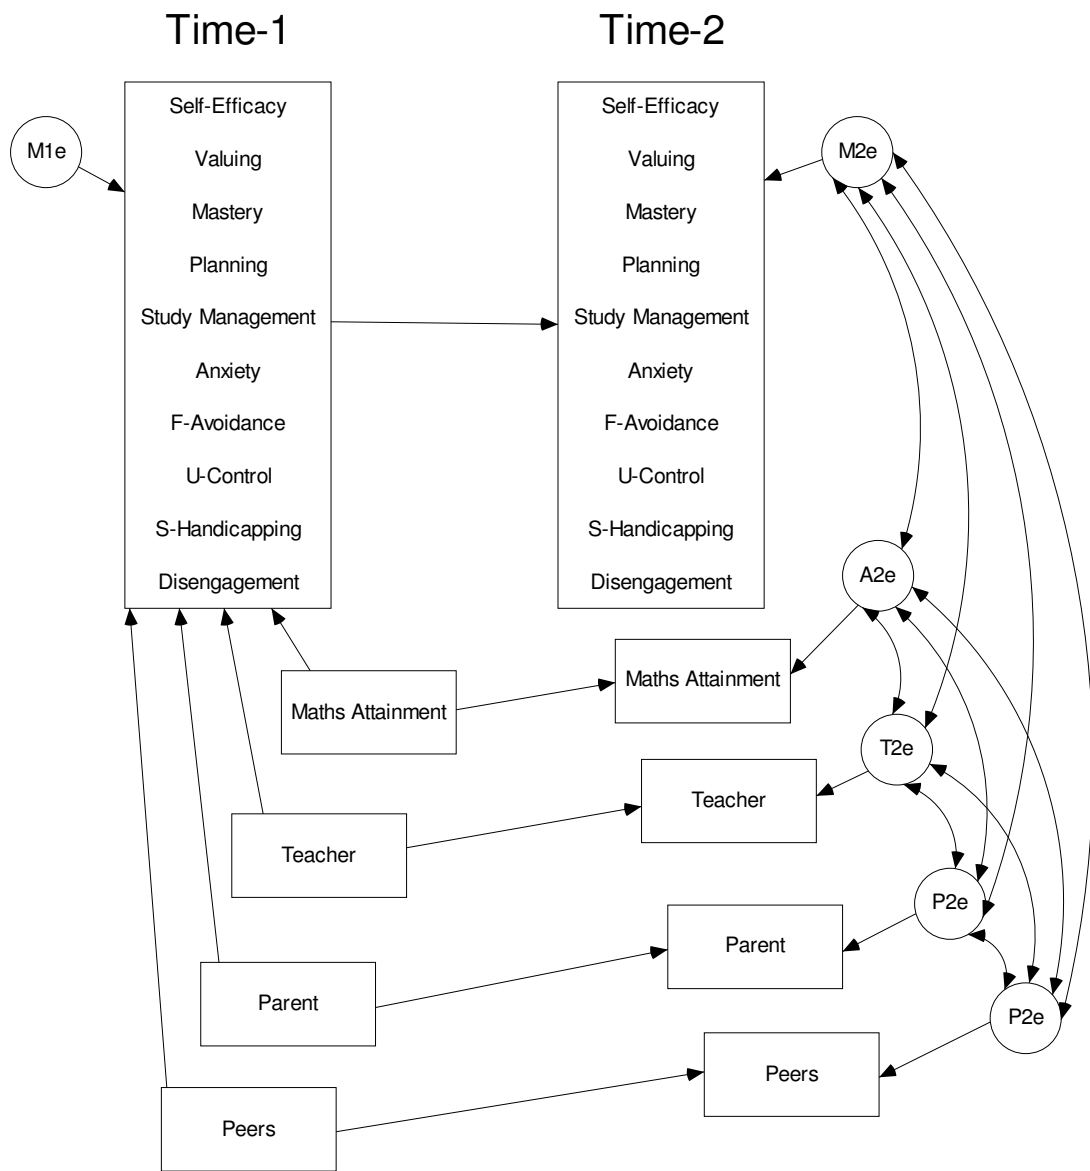 Time-1
Time-2
M1e
Self-Efficacy
Valuing
Mastery
Planning
Study Management
Anxiety
F-Avoidance
U-Control
S-Handicapping
Disengagement
Self-Efficacy
Valuing
Mastery
Planning
Study Management
Anxiety
F-Avoidance
U-Control
S-Handicapping
Disengagement
M2e
A2e
Maths Attainment
Maths Attainment
T2e
Teacher
Teacher
P2e
Parent
Parent
P2e
Peers
Peers